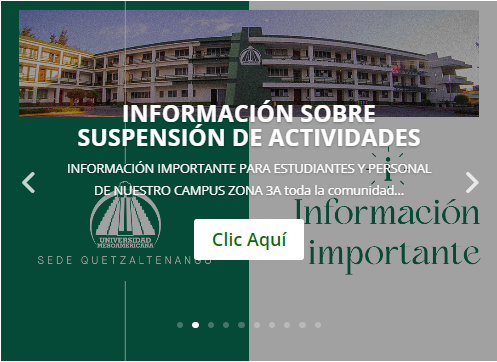 INFORMACIÓN SOBRE
SUSPENSIÓN DE ACTIVIDADES
INFORMACIÓN IMPORTANTE PARA ESTUDIANTES Y PERSONAL
DE NUESTRO CAMPUS ZONA 3A toda la comunidad...
Clic Aquí
UNIVERSIDAD
MESOAMERICANA
SEDE QUETZALTENANGO
Información
importante